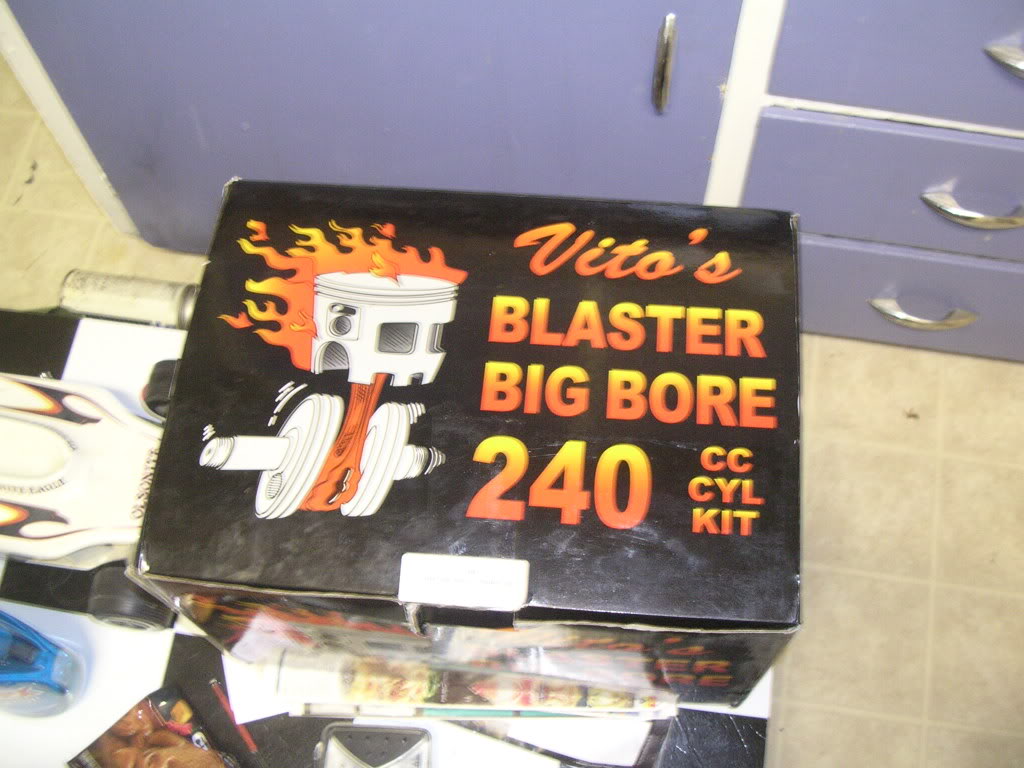 Vito's
BLASTER
BIG BORE
240
CC
CYL
KIT